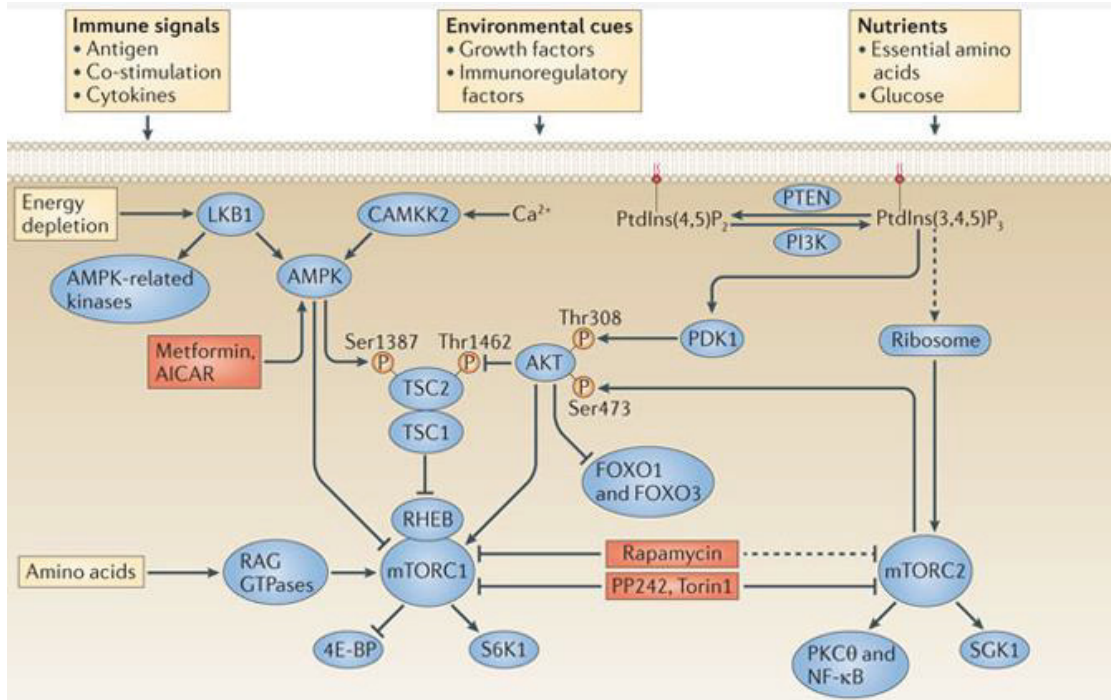 Immune signals
• Antigen
• Co-stimulation
• Cytokines
Environmental cues
• Growth factors
• Immunoregulatory
factors
Nutrients
• Essential amino
acids
• Glucose
Energy
depletion
LKB1
CAMKK2
Ca²⁺
PtdIns(4,5)P₂
PTEN
PI3K
PtdIns(3,4,5)P₃
AMPK-related
kinases
AMPK
Metformin,
AICAR
Ser1387
P
Thr1462
P
TSC2
TSC1
AKT
Thr308
P
P
Ser473
PDK1
Ribosome
FOXO1
and FOXO3
RHEB
mTORC1
Amino acids
RAG
GTPases
Rapamycin
PP242, Torin1
mTORC2
4E-BP
S6K1
PKCθ and
NF-κB
SGK1